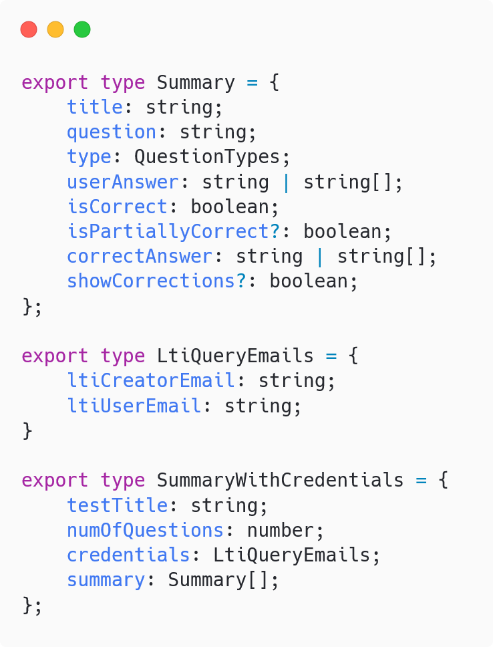 export type Summary = {
    title: string;
    question: string;
    type: QuestionTypes;
    userAnswer: string | string[];
    isCorrect: boolean;
    isPartiallyCorrect?: boolean;
    correctAnswer: string | string[];
    showCorrections?: boolean;
};

export type LtiQueryEmails = {
    ltiCreatorEmail: string;
    ltiUserEmail: string;
}

export type SummaryWithCredentials = {
    testTitle: string;
    numOfQuestions: number;
    credentials: LtiQueryEmails;
    summary: Summary[];
};